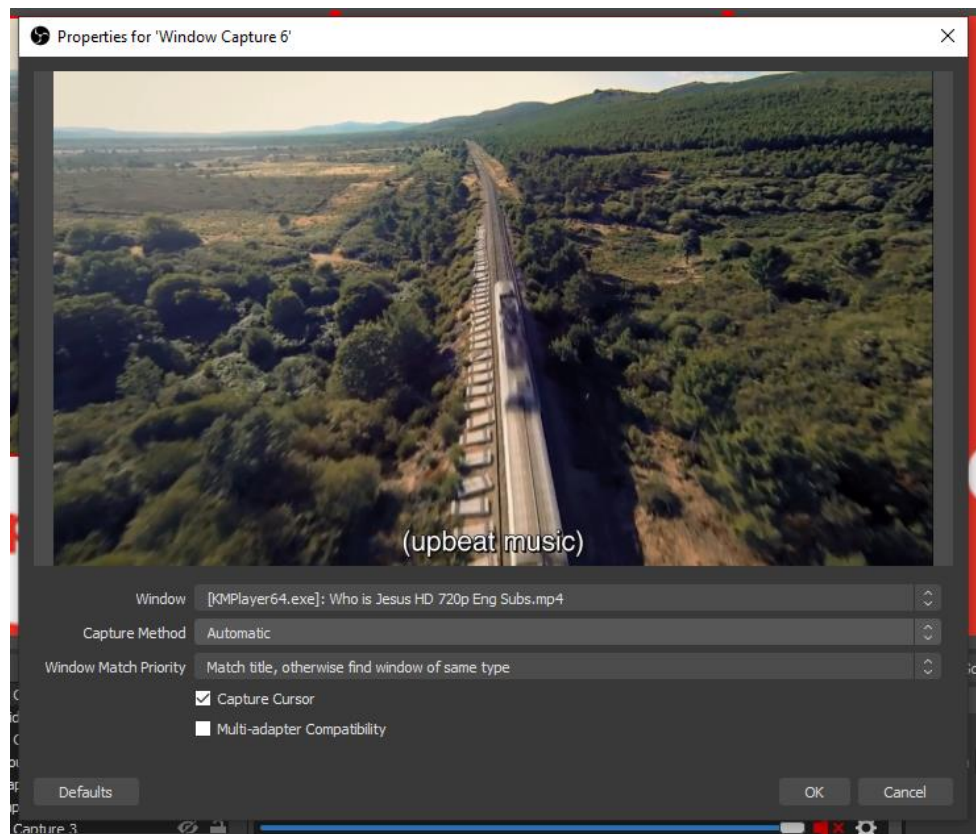 Properties for 'Window Capture 6'
(upbeat music)
Window [KMPlayer64.exe]: Who is Jesus HD 720p Eng Subs.mp4
Capture Method Automatic
Window Match Priority Match title, otherwise find window of same type
Capture Cursor
Multi-adapter Compatibility
Defaults OK Cancel
Capture 3